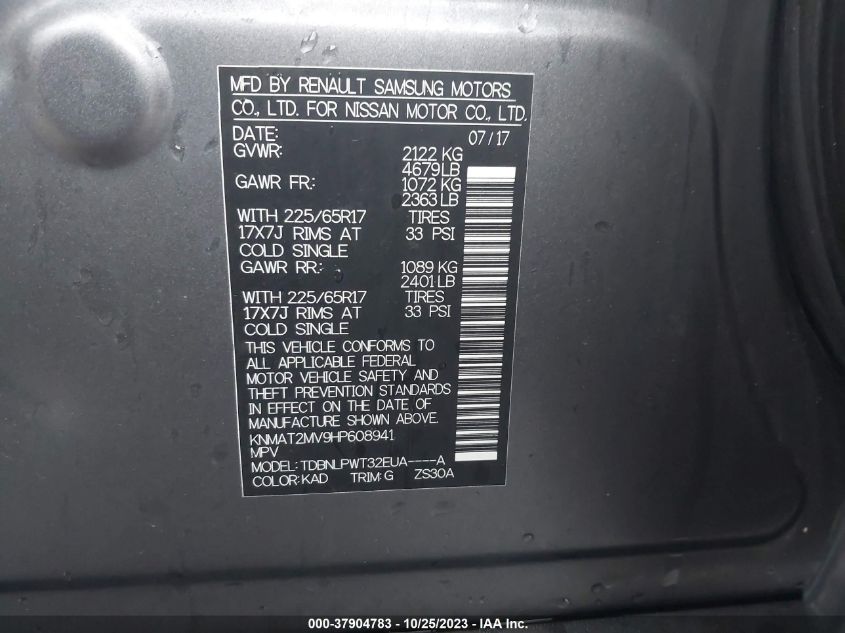 MFD BY RENAULT SAMSUNG MOTORS
CO., LTD. FOR NISSAN MOTOR CO., LTD.
DATE: 07/17
GVWR: 2122 KG
4679 LB
GAWR FR.: 1072 KG
2363 LB
WITH 225/65R17 TIRES
17X7J RIMS AT 33 PSI
COLD SINGLE
GAWR RR.: 1089 KG
2401 LB
WITH 225/65R17 TIRES
17X7J RIMS AT 33 PSI
COLD SINGLE
THIS VEHICLE CONFORMS TO
ALL APPLICABLE FEDERAL
MOTOR VEHICLE SAFETY AND
THEFT PREVENTION STANDARDS
IN EFFECT ON THE DATE OF
MANUFACTURE SHOWN ABOVE.
KNMAT2MV9HP608941
MPV
MODEL: TDBNLPWT32EUA----A
COLOR: KAD TRIM: G ZS30A
000-37904783 - 10/25/2023 - IAA Inc.